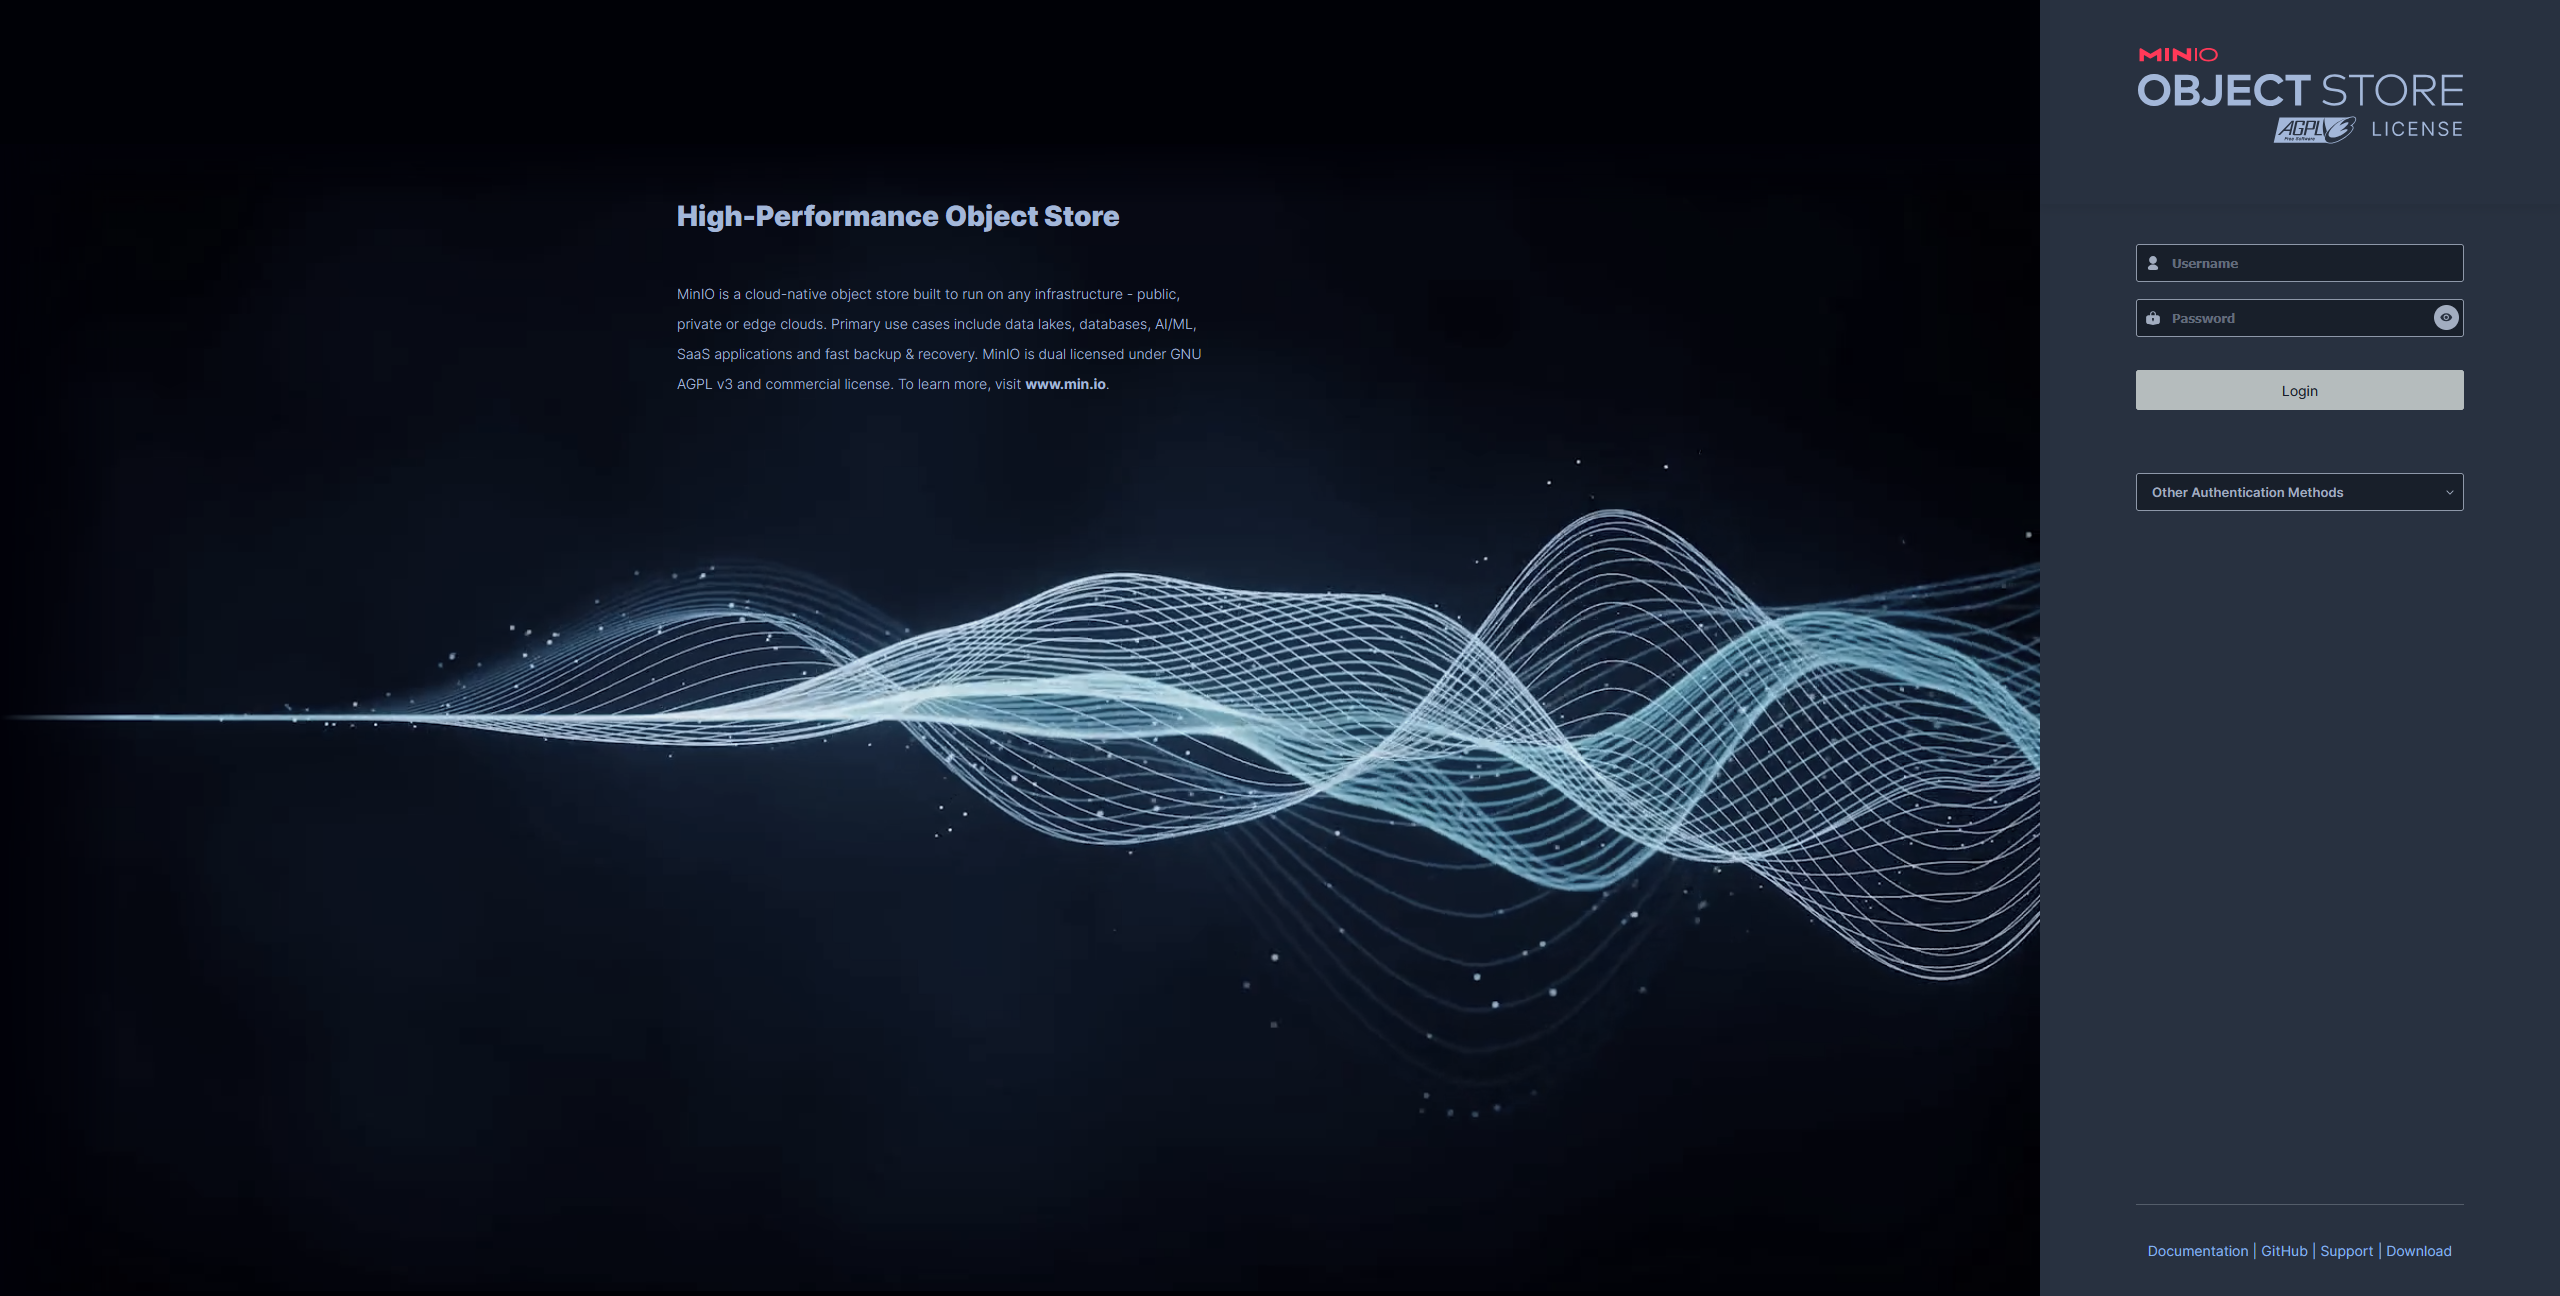 High-Performance Object Store
MinIO is a cloud-native object store built to run on any infrastructure - public,
private or edge clouds. Primary use cases include data lakes, databases, AI/ML,
SaaS applications and fast backup & recovery. MinIO is dual licensed under GNU
AGPL v3 and commercial license. To learn more, visit www.min.io.
MINIO
OBJECT STORE
AGPLv3 LICENSE
Free Software
Username
Password
Login
Other Authentication Methods
Documentation | GitHub | Support | Download